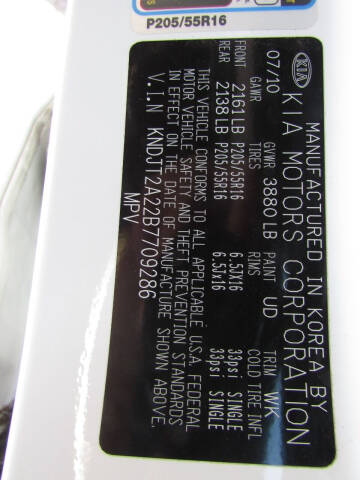 P205/55R16
MANUFACTURED IN KOREA BY
KIA KIA MOTORS CORPORATION
07/10 GVWR 3880 LB PAINT UD TRIM WK
GAWR TIRES RIMS COLD TIRE INFL
FRONT 2161LB P205/55R16 6.5Jx16 33psi SINGLE
REAR 2138LB P205/55R16 6.5Jx16 33psi SINGLE
THIS VEHICLE CONFORMS TO ALL APPLICABLE U.S.A. FEDERAL
MOTOR VEHICLE SAFETY AND THEFT PREVENTION STANDARDS
IN EFFECT ON THE DATE OF MANUFACTURE SHOWN ABOVE.
V.I.N KNDJT2A22B7709286
MPV